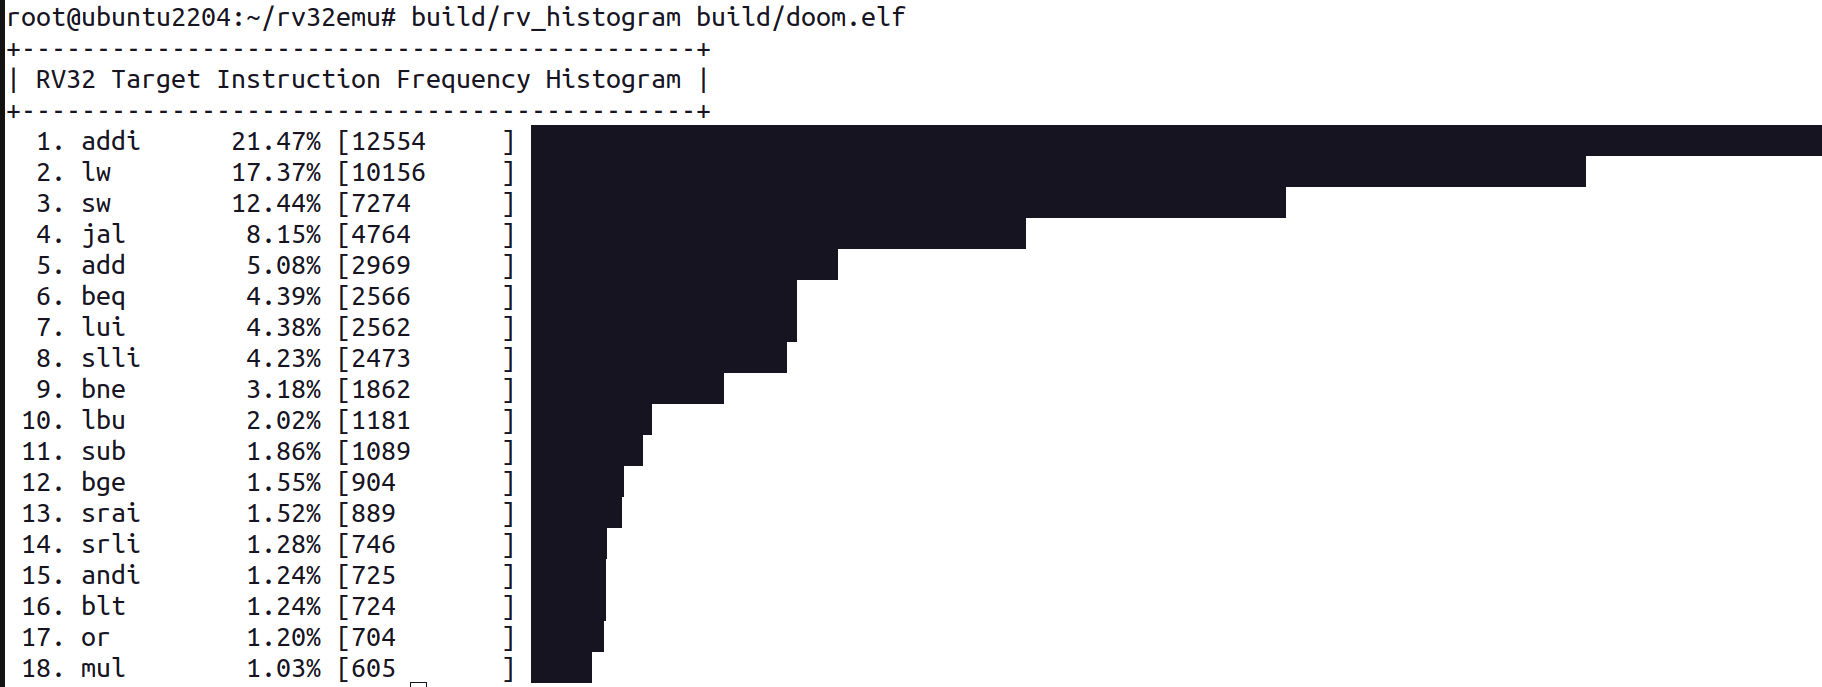 root@ubuntu2204:~/rv32emu# build/rv_histogram build/doom.elf
+---------------------------------------------+
| RV32 Target Instruction Frequency Histogram |
+---------------------------------------------+
  1. addi      21.47% [12554     ]
  2. lw        17.37% [10156     ]
  3. sw        12.44% [7274      ]
  4. jal        8.15% [4764      ]
  5. add        5.08% [2969      ]
  6. beq        4.39% [2566      ]
  7. lui        4.38% [2562      ]
  8. slli       4.23% [2473      ]
  9. bne        3.18% [1862      ]
 10. lbu        2.02% [1181      ]
 11. sub        1.86% [1089      ]
 12. bge        1.55% [904       ]
 13. srai       1.52% [889       ]
 14. srli       1.28% [746       ]
 15. andi       1.24% [725       ]
 16. blt        1.24% [724       ]
 17. or         1.20% [704       ]
 18. mul        1.03% [605       ]